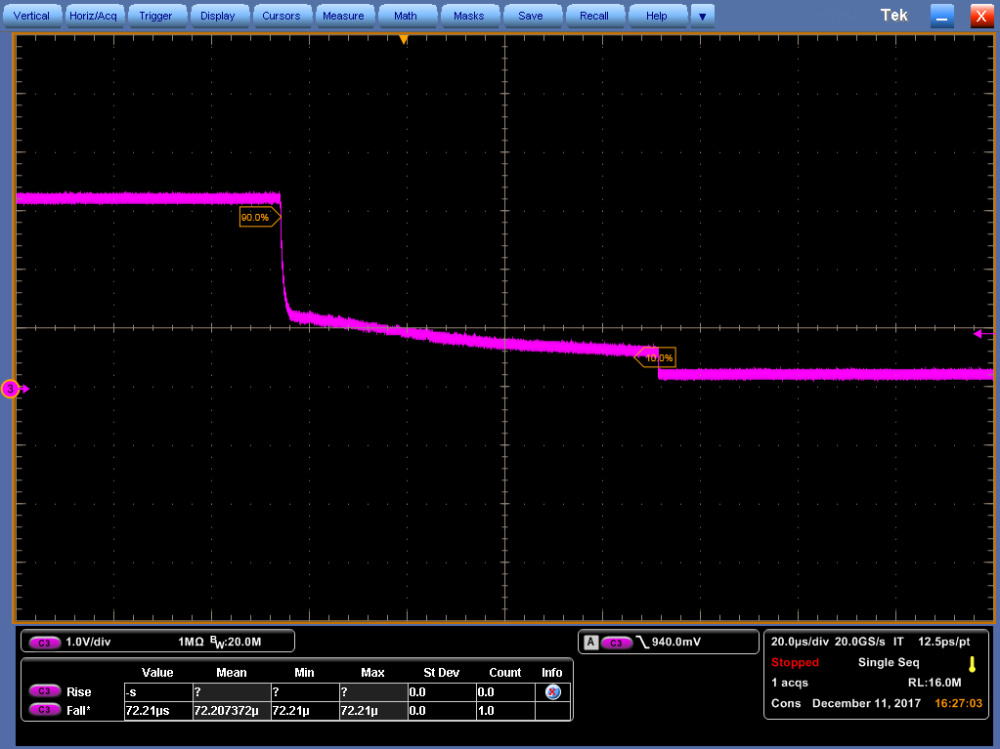 Vertical Horiz/Acq Trigger Display Cursors Measure Math Masks Save Recall Help Tek X
90.0%
10.0%
3
C3 1.0V/div 1MΩ BW:20.0M
A C3 940.0mV
20.0µs/div 20.0GS/s IT 12.5ps/pt
Stopped Single Seq
1 acqs RL:16.0M
Cons December 11, 2017 16:27:03
Value Mean Min Max St Dev Count Info
C3 Rise -s ? ? ? 0.0 0.0
C3 Fall* 72.21µs 72.207372µ 72.21µ 72.21µ 0.0 1.0